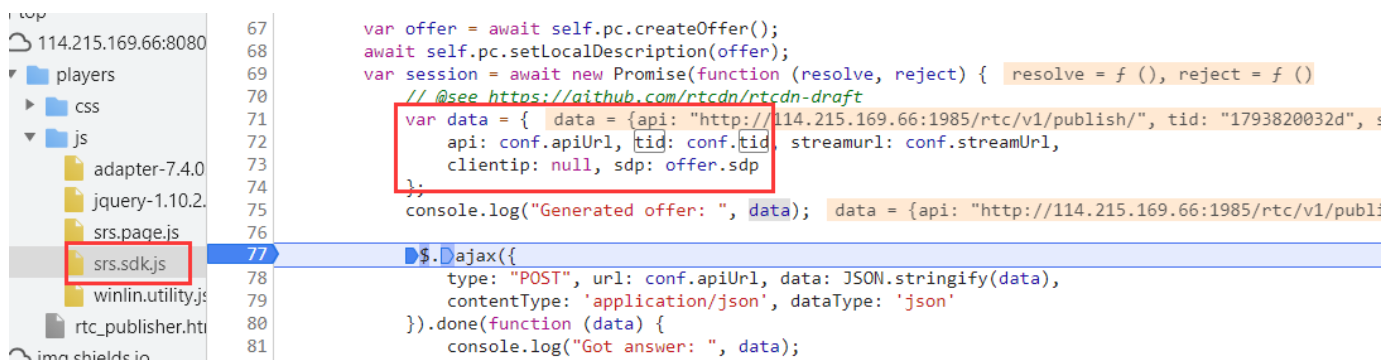 top
114.215.169.66:8080
players
css
js
adapter-7.4.0
jquery-1.10.2.
srs.page.js
srs.sdk.js
winlin.utility.js
rtc_publisher.htr
img.shields.io
67 var offer = await self.pc.createOffer();
68 await self.pc.setLocalDescription(offer);
69 var session = await new Promise(function (resolve, reject) { resolve = ƒ (), reject = ƒ ()
70 // @see https://github.com/rtcdn/rtcdn-draft
71 var data = { data = {api: "http://114.215.169.66:1985/rtc/v1/publish/", tid: "1793820032d", s
72 api: conf.apiUrl, tid: conf.tid, streamurl: conf.streamUrl,
73 clientip: null, sdp: offer.sdp
74 };
75 console.log("Generated offer: ", data); data = {api: "http://114.215.169.66:1985/rtc/v1/publi
76
77 $.ajax({
78 type: "POST", url: conf.apiUrl, data: JSON.stringify(data),
79 contentType: 'application/json', dataType: 'json'
80 }).done(function (data) {
81 console.log("Got answer: ", data);